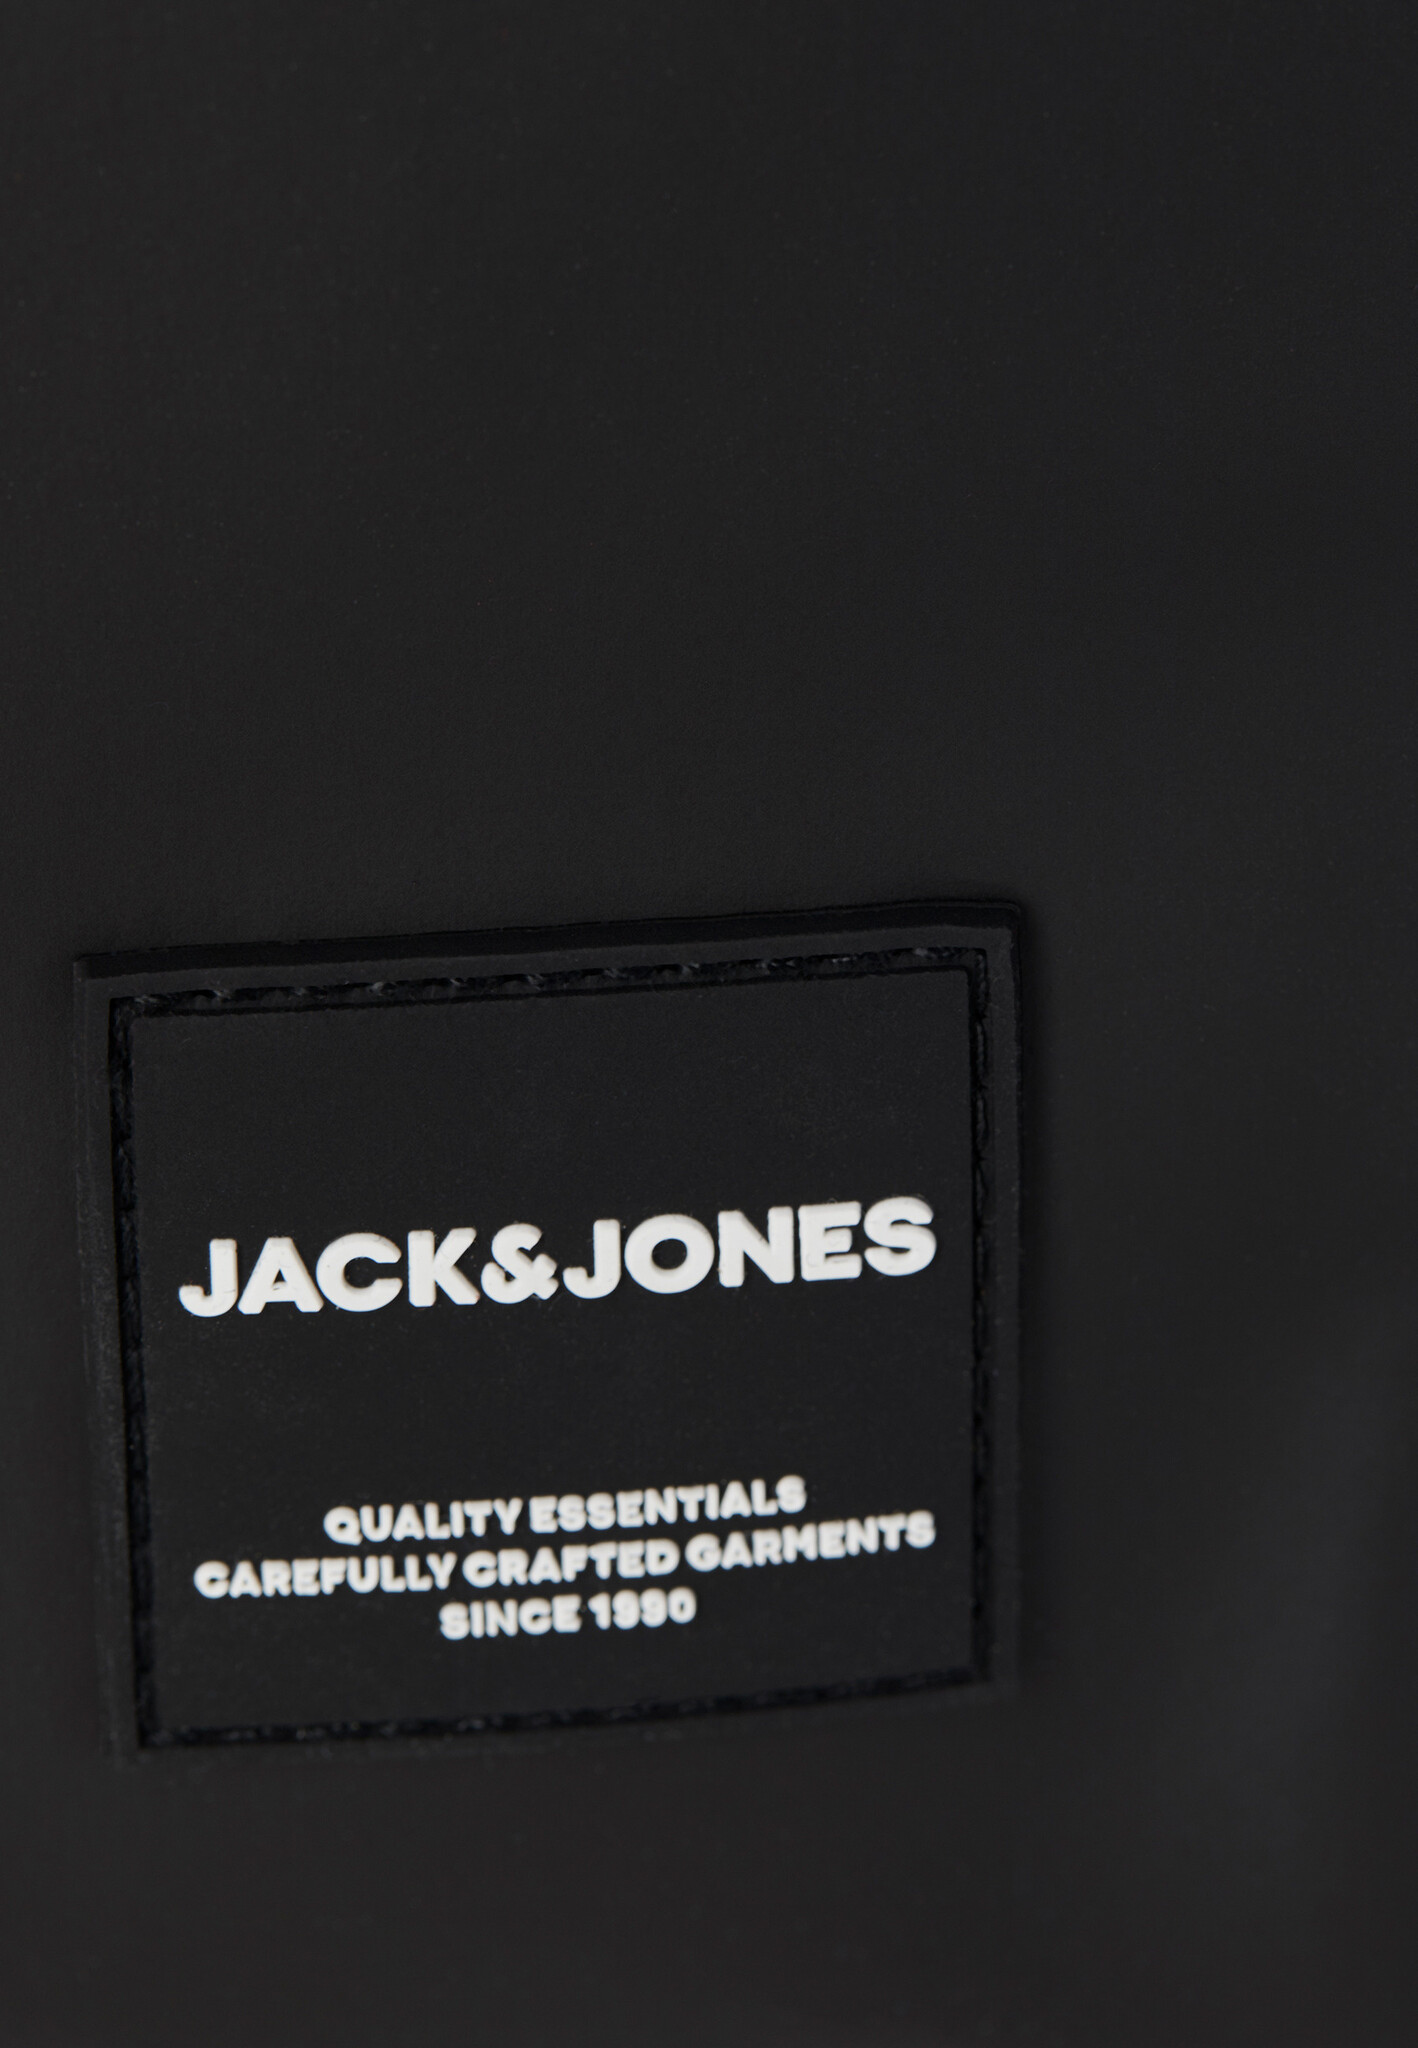 JACK&JONES
QUALITY ESSENTIALS
CAREFULLY CRAFTED GARMENTS
SINCE 1990